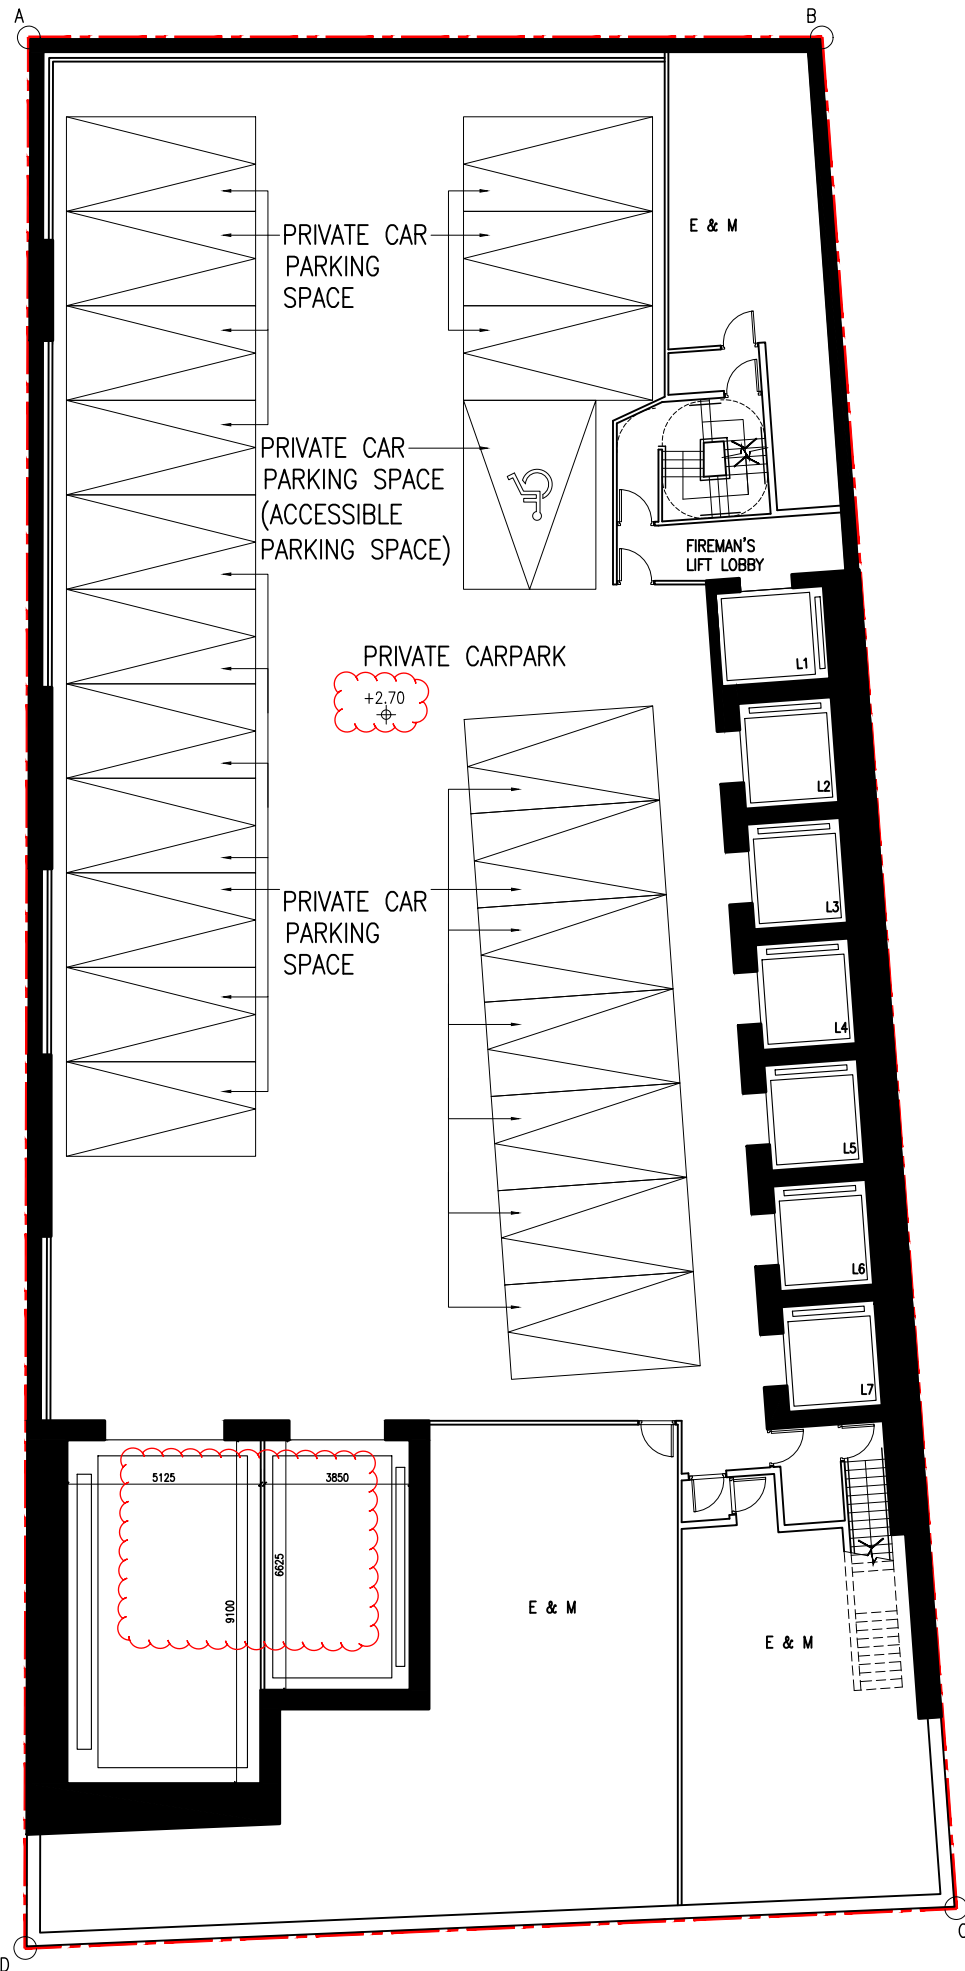 A
B
E & M
PRIVATE CAR
PARKING
SPACE
PRIVATE CAR
PARKING SPACE
(ACCESSIBLE
PARKING SPACE)
FIREMAN'S
LIFT LOBBY
L1
PRIVATE CARPARK
+2.70
L2
L3
PRIVATE CAR
PARKING
SPACE
L4
L5
L6
L7
5125
3850
6625
9100
E & M
E & M
C
D